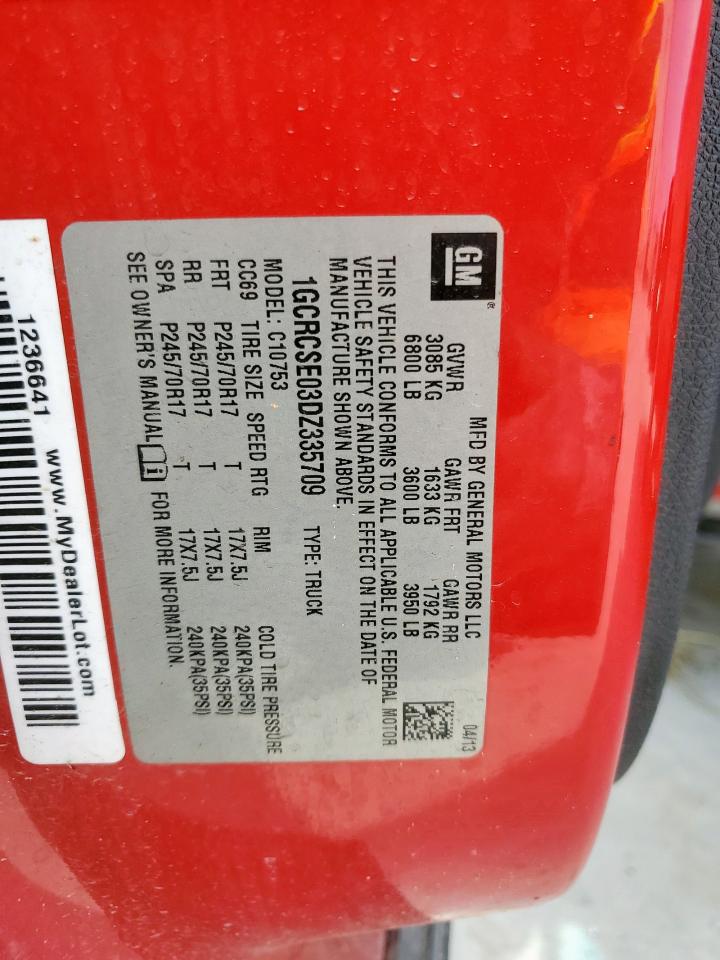 GM®
MFD BY GENERAL MOTORS LLC 04/13
GVWR GAWR FRT GAWR RR
3085 KG 1633 KG 1792 KG
6800 LB 3600 LB 3950 LB
THIS VEHICLE CONFORMS TO ALL APPLICABLE U.S. FEDERAL MOTOR
VEHICLE SAFETY STANDARDS IN EFFECT ON THE DATE OF
MANUFACTURE SHOWN ABOVE.
1GCRCSE03DZ335709 TYPE: TRUCK
MODEL: C10753
CC69 TIRE SIZE SPEED RTG RIM COLD TIRE PRESSURE
FRT P245/70R17 T 17X7.5J 240KPA(35PSI)
RR P245/70R17 T 17X7.5J 240KPA(35PSI)
SPA P245/70R17 T 17X7.5J 240KPA(35PSI)
SEE OWNER'S MANUAL FOR MORE INFORMATION.
1236641 www.MyDealerLot.com